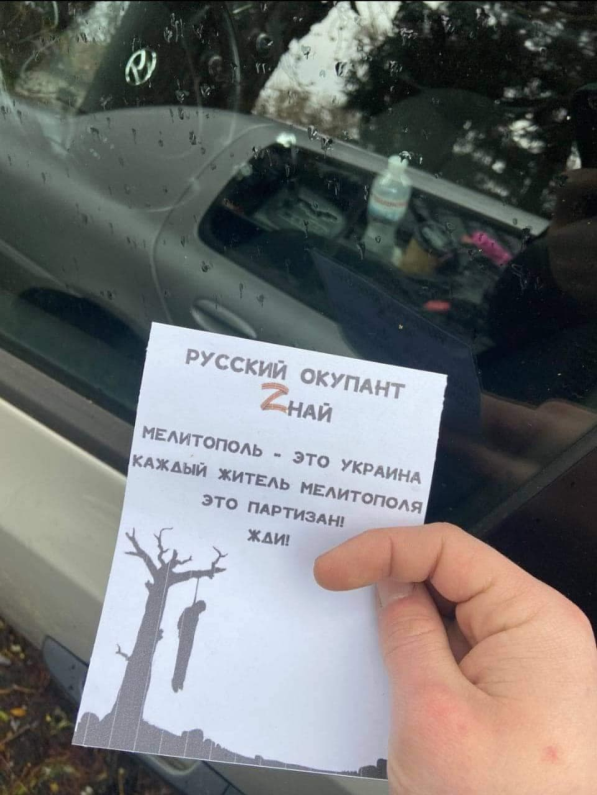 РУССКИЙ ОКУПАНТ
ZНАЙ
МЕЛИТОПОЛЬ - ЭТО УКРАИНА
КАЖДЫЙ ЖИТЕЛЬ МЕЛИТОПОЛЯ
ЭТО ПАРТИЗАН!
ЖДИ!